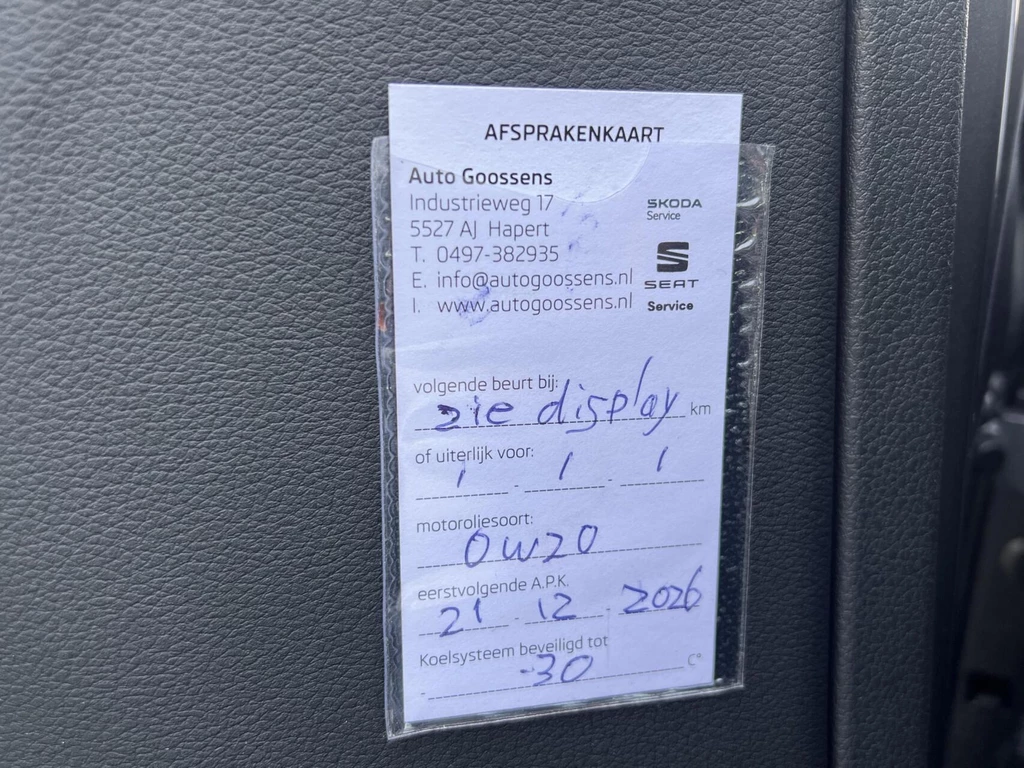 AFSPRAKENKAART
Auto Goossens
Industrieweg 17
5527 AJ Hapert
T. 0497-382935
E. info@autogoossens.nl
I. www.autogoossens.nl
SKODA
Service
SEAT
Service
volgende beurt bij:
zie display km
of uiterlijk voor:
/ - / - /
motoroliesoort:
0W20
eerstvolgende A.P.K.
21 - 12 - 2026
Koelsysteem beveiligd tot
-30 C°